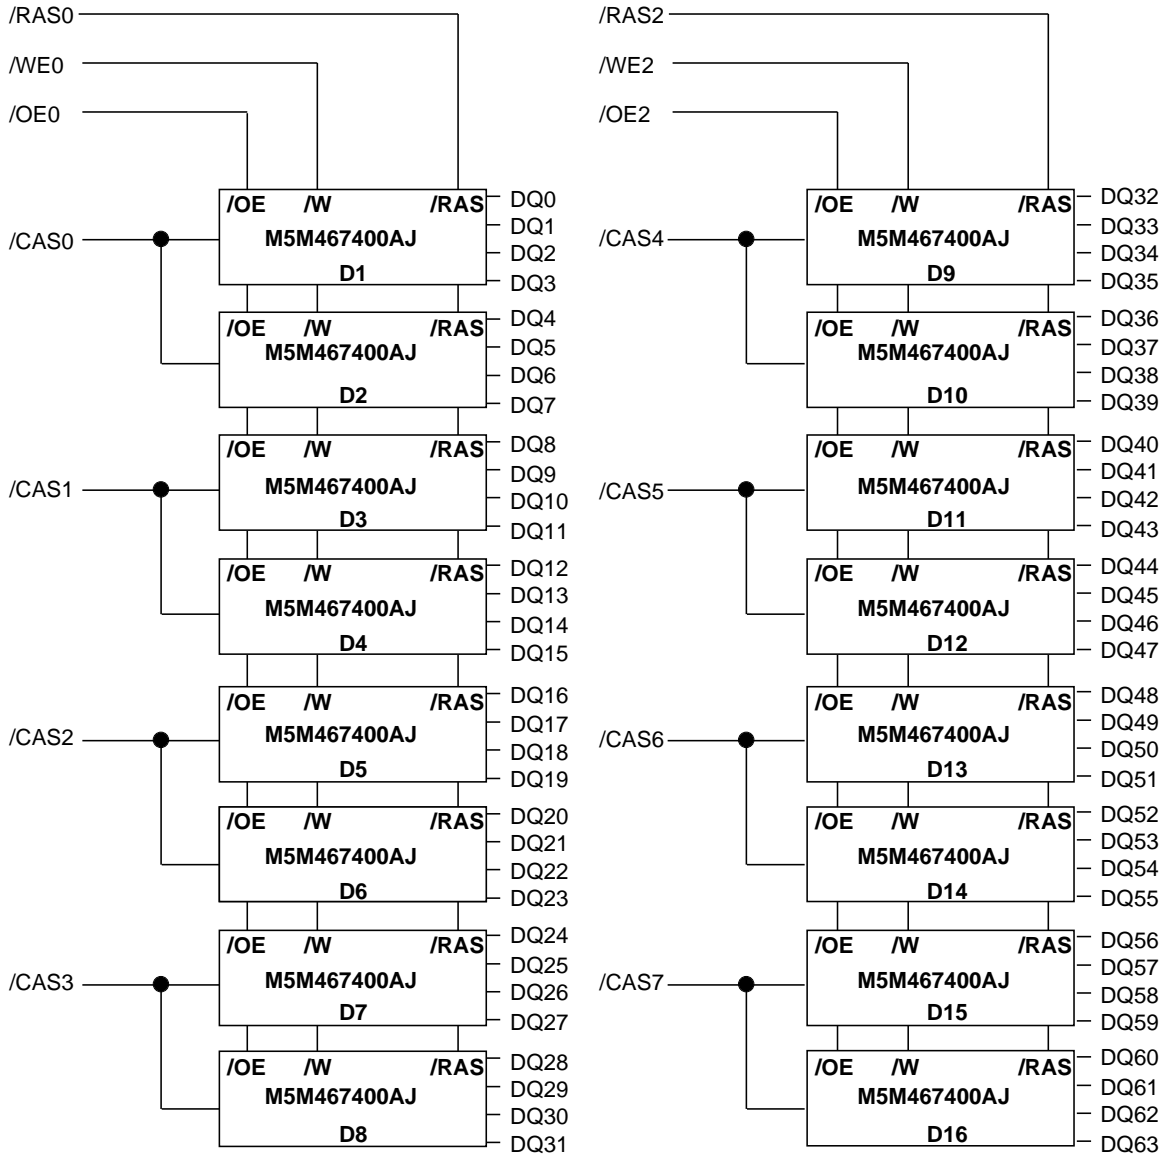 /RAS0
/WE0
/OE0
/OE /W /RAS
DQ0
DQ1
/CAS0
M5M467400AJ
DQ2
D1
DQ3
/OE /W /RAS
DQ4
M5M467400AJ
DQ5
DQ6
D2
DQ7
/OE /W /RAS
DQ8
DQ9
/CAS1
M5M467400AJ
DQ10
D3
DQ11
/OE /W /RAS
DQ12
DQ13
M5M467400AJ
DQ14
D4
DQ15
/OE /W /RAS
DQ16
DQ17
/CAS2
M5M467400AJ
DQ18
D5
DQ19
/OE /W /RAS
DQ20
DQ21
M5M467400AJ
DQ22
D6
DQ23
/OE /W /RAS
DQ24
DQ25
/CAS3
M5M467400AJ
DQ26
D7
DQ27
/OE /W /RAS
DQ28
DQ29
M5M467400AJ
DQ30
D8
DQ31
/RAS2
/WE2
/OE2
/OE /W /RAS
DQ32
DQ33
/CAS4
M5M467400AJ
DQ34
D9
DQ35
/OE /W /RAS
DQ36
DQ37
M5M467400AJ
DQ38
D10
DQ39
/OE /W /RAS
DQ40
DQ41
/CAS5
M5M467400AJ
DQ42
D11
DQ43
/OE /W /RAS
DQ44
DQ45
M5M467400AJ
DQ46
D12
DQ47
/OE /W /RAS
DQ48
DQ49
/CAS6
M5M467400AJ
DQ50
D13
DQ51
/OE /W /RAS
DQ52
DQ53
M5M467400AJ
DQ54
D14
DQ55
/OE /W /RAS
DQ56
DQ57
/CAS7
M5M467400AJ
DQ58
D15
DQ59
/OE /W /RAS
DQ60
DQ61
M5M467400AJ
DQ62
D16
DQ63